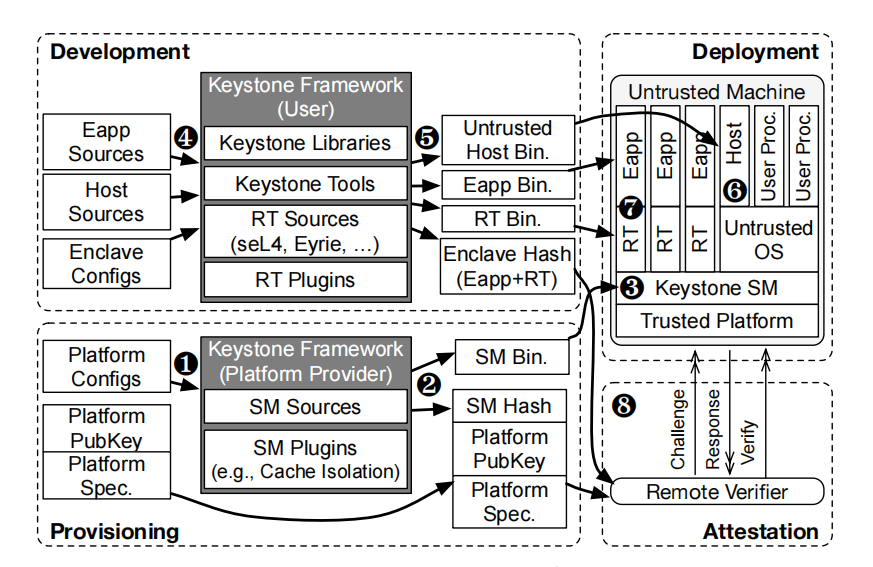 Development
Keystone Framework
(User)
Eapp
Sources
Host
Sources
Enclave
Configs
❹
Keystone Libraries
Keystone Tools
RT Sources
(seL4, Eyrie, …)
RT Plugins
❺
Untrusted
Host Bin.
Eapp Bin.
RT Bin.
Enclave Hash
(Eapp+RT)
Deployment
Untrusted Machine
Eapp
Eapp
Eapp
Host
User Proc.
User Proc.
❻
❼
RT
RT
RT
Untrusted
OS
❸
Keystone SM
Trusted Platform
Platform
Configs
Platform
PubKey
Platform
Spec.
❶
Keystone Framework
(Platform Provider)
SM Sources
SM Plugins
(e.g., Cache Isolation)
❷
SM Bin.
SM Hash
Platform
PubKey
Platform
Spec.
Provisioning
❽
Challenge
Response
Verify
Remote Verifier
Attestation